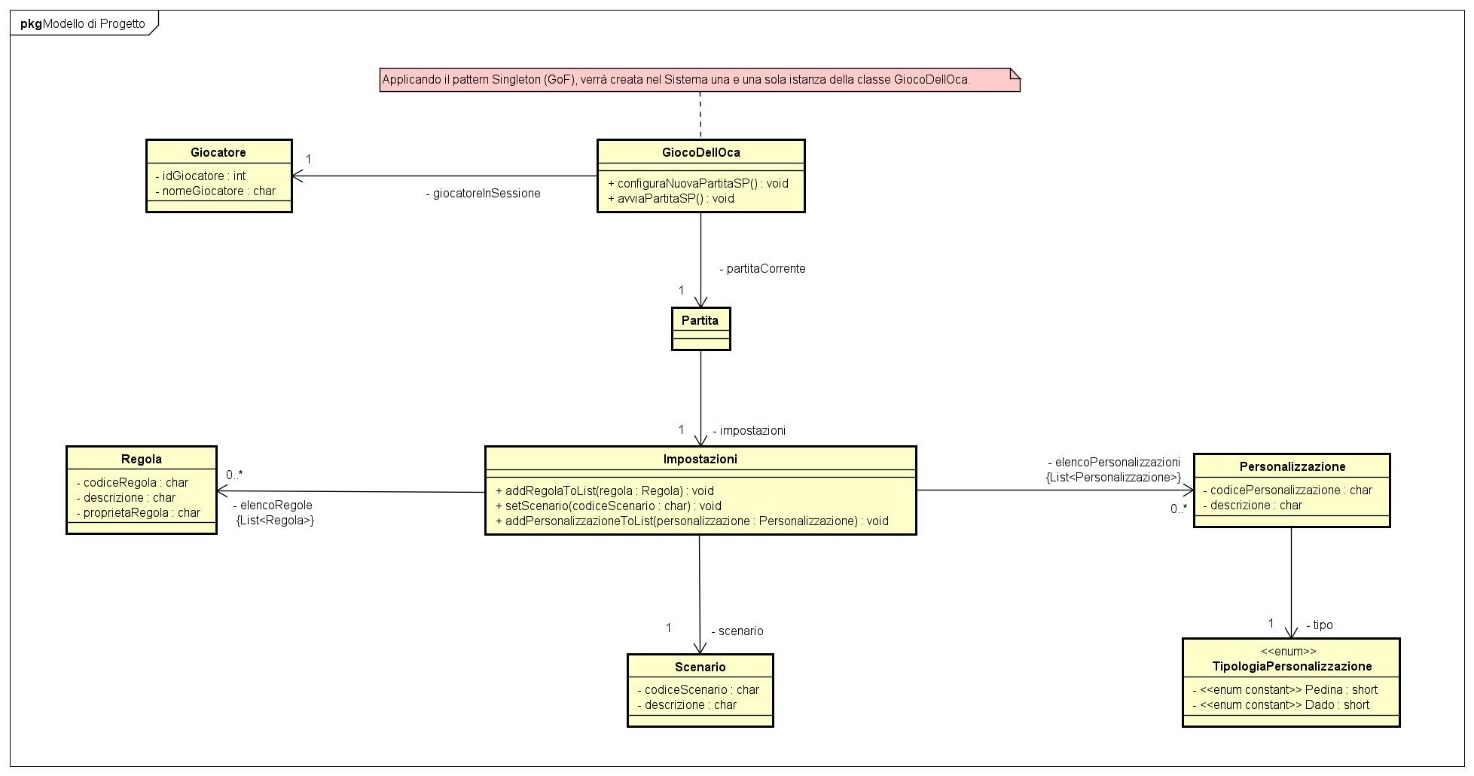 pkg Modello di Progetto
Applicando il pattern Singleton (GoF), verrà creata nel Sistema una e una sola istanza della classe GiocoDellOca.
Giocatore
- idGiocatore : int
- nomeGiocatore : char
1
- giocatoreInSessione
GiocoDellOca
+ configuraNuovaPartitaSP() : void
+ avviaPartitaSP() : void
- partitaCorrente
1
Partita
1
- impostazioni
Regola
- codiceRegola : char
- descrizione : char
- proprietaRegola : char
0..*
- elencoRegole
{List<Regola>}
Impostazioni
+ addRegolaToList(regola : Regola) : void
+ setScenario(codiceScenario : char) : void
+ addPersonalizzazioneToList(personalizzazione : Personalizzazione) : void
- elencoPersonalizzazioni
{List<Personalizzazione>}
0..*
Personalizzazione
- codicePersonalizzazione : char
- descrizione : char
1
- scenario
Scenario
- codiceScenario : char
- descrizione : char
1
- tipo
<<enum>>
TipologiaPersonalizzazione
- <<enum constant>> Pedina : short
- <<enum constant>> Dado : short